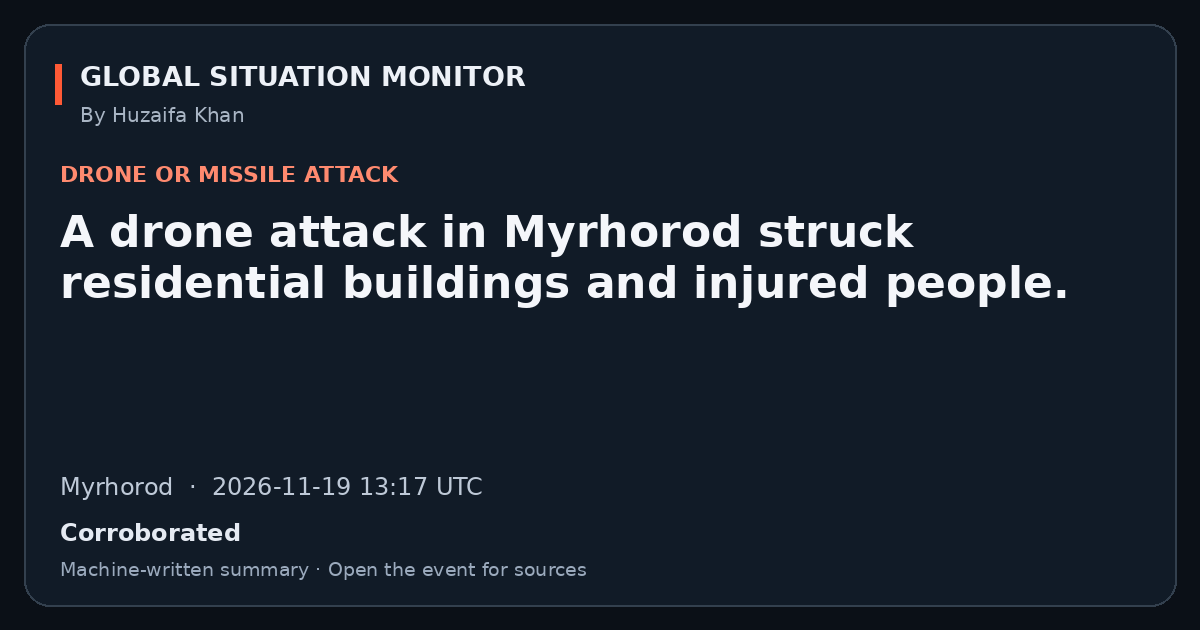 GLOBAL SITUATION MONITOR
By Huzaifa Khan
DRONE OR MISSILE ATTACK
A drone attack in Myrhorod struck
residential buildings and injured people.
Myrhorod · 2026-11-19 13:17 UTC
Corroborated
Machine-written summary · Open the event for sources